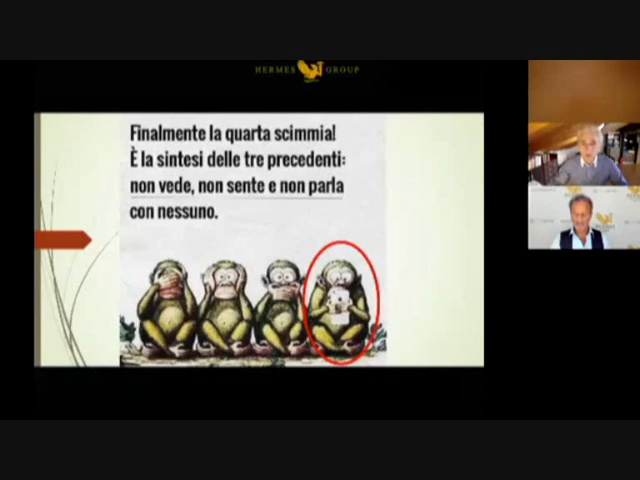 HERMES GROUP
Finalmente la quarta scimmia!
È la sintesi delle tre precedenti:
non vede, non sente e non parla
con nessuno.